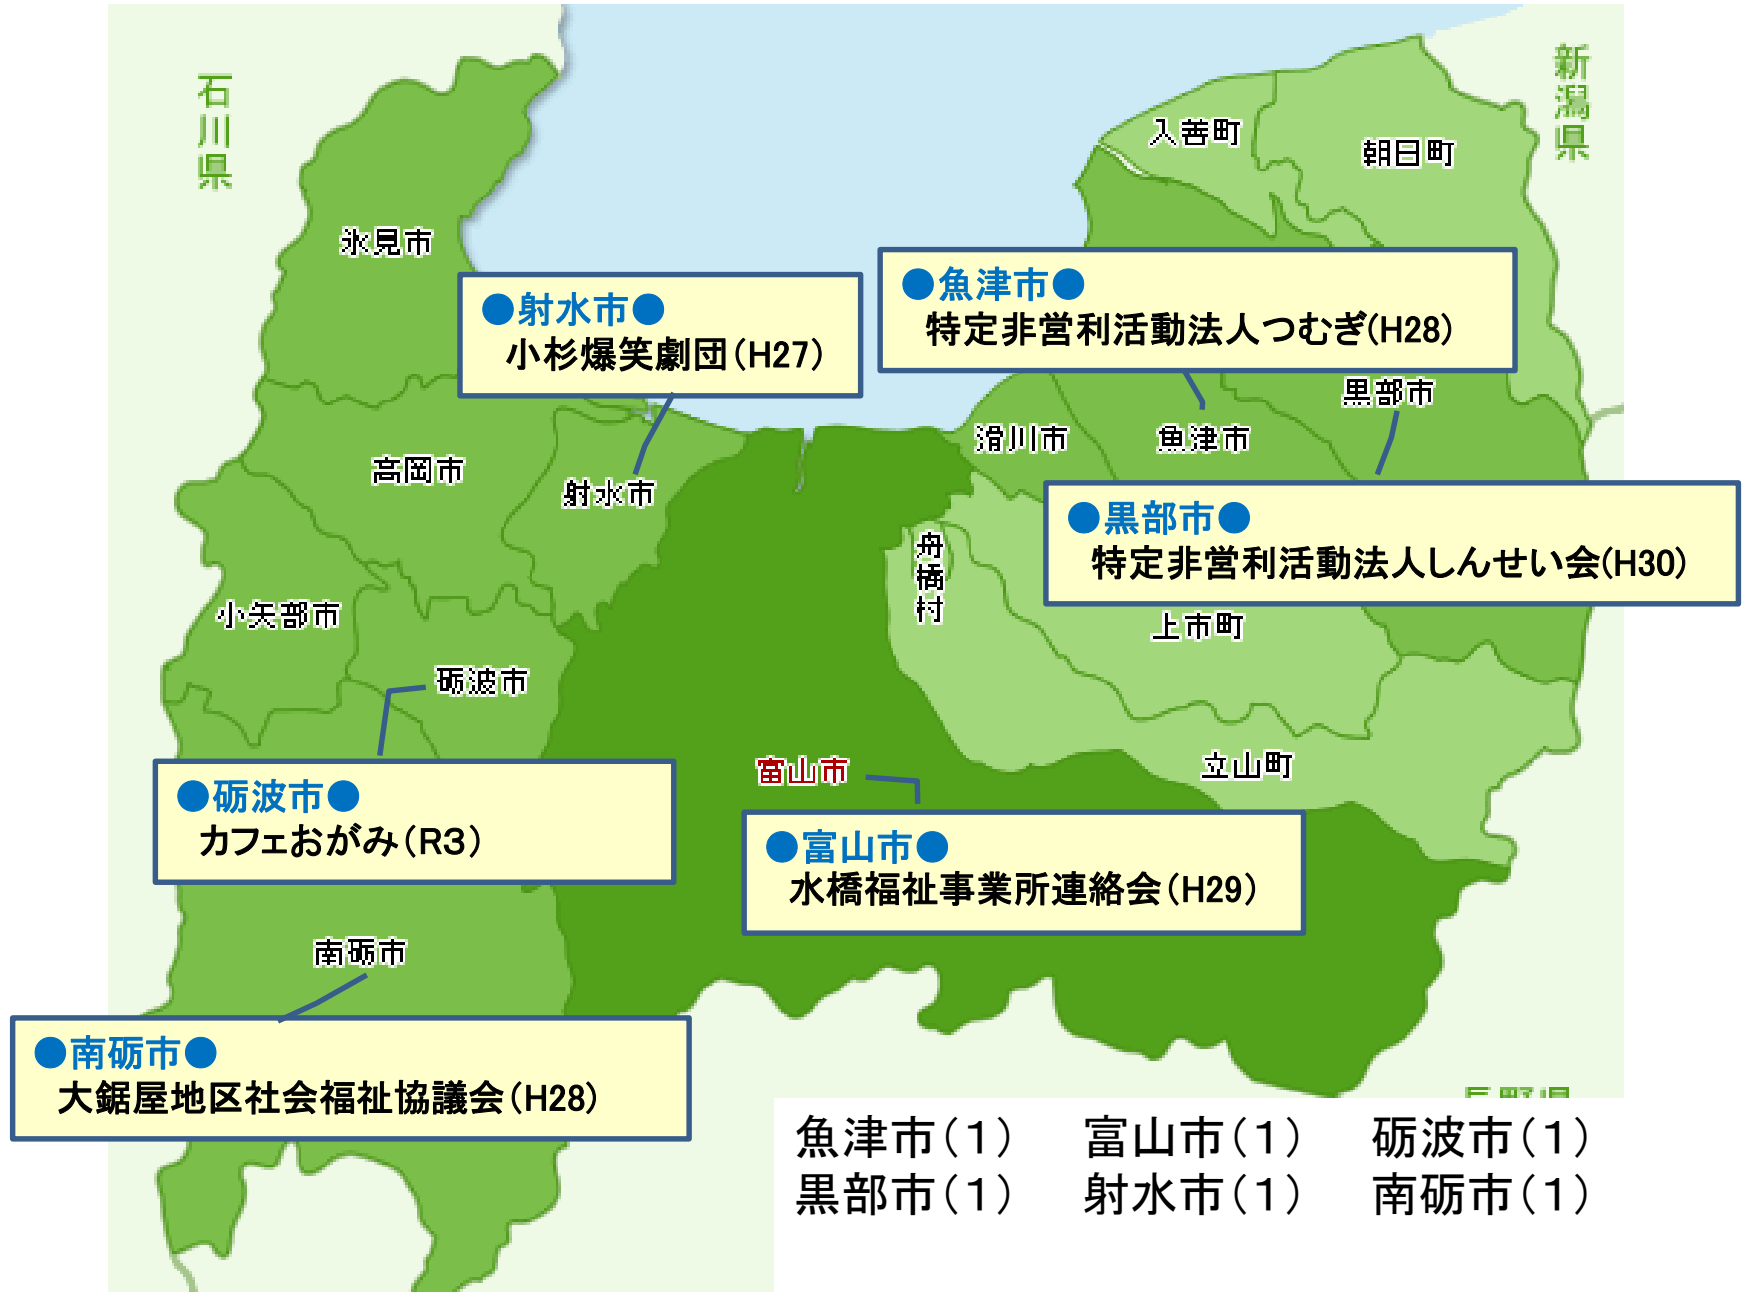 石川県
新潟県
入善町
朝日町
氷見市
●魚津市●
特定非営利活動法人つむぎ(H28)
●射水市●
小杉爆笑劇団(H27)
黒部市
滑川市
魚津市
高岡市
射水市
●黒部市●
特定非営利活動法人しんせい会(H30)
舟橋村
小矢部市
上市町
砺波市
立山町
富山市
●砺波市●
カフェおがみ(R3)
●富山市●
水橋福祉事業所連絡会(H29)
南砺市
●南砺市●
大鋸屋地区社会福祉協議会(H28)
長野県
魚津市(1) 富山市(1) 砺波市(1)
黒部市(1) 射水市(1) 南砺市(1)